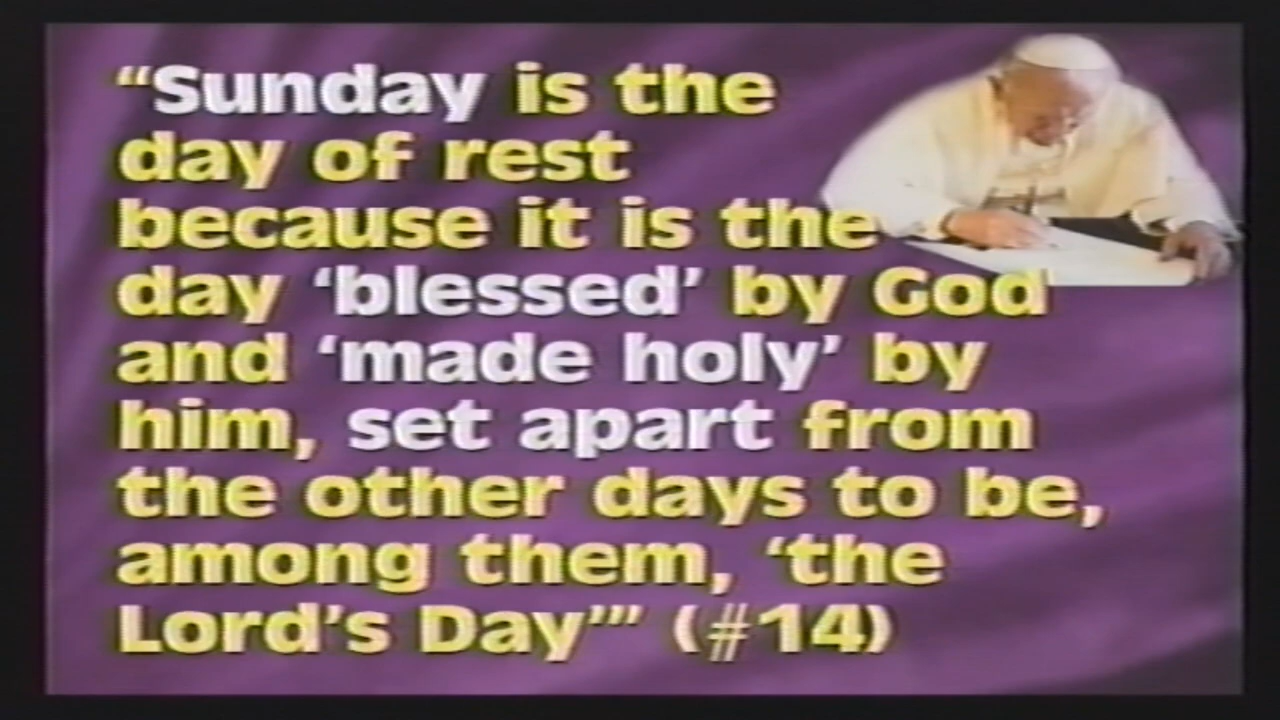 “Sunday is the
day of rest
because it is the
day ‘blessed’ by God
and ‘made holy’ by
him, set apart from
the other days to be,
among them, ‘the
Lord’s Day’” (#14)